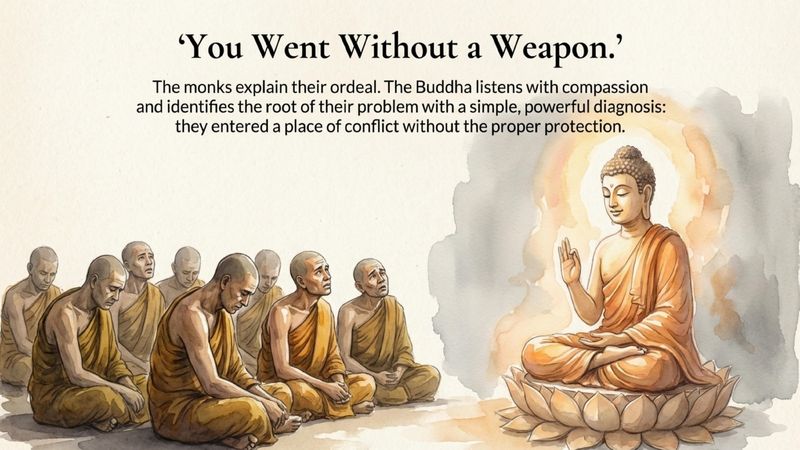 ‘You Went Without a Weapon.’
The monks explain their ordeal. The Buddha listens with compassion
and identifies the root of their problem with a simple, powerful diagnosis:
they entered a place of conflict without the proper protection.